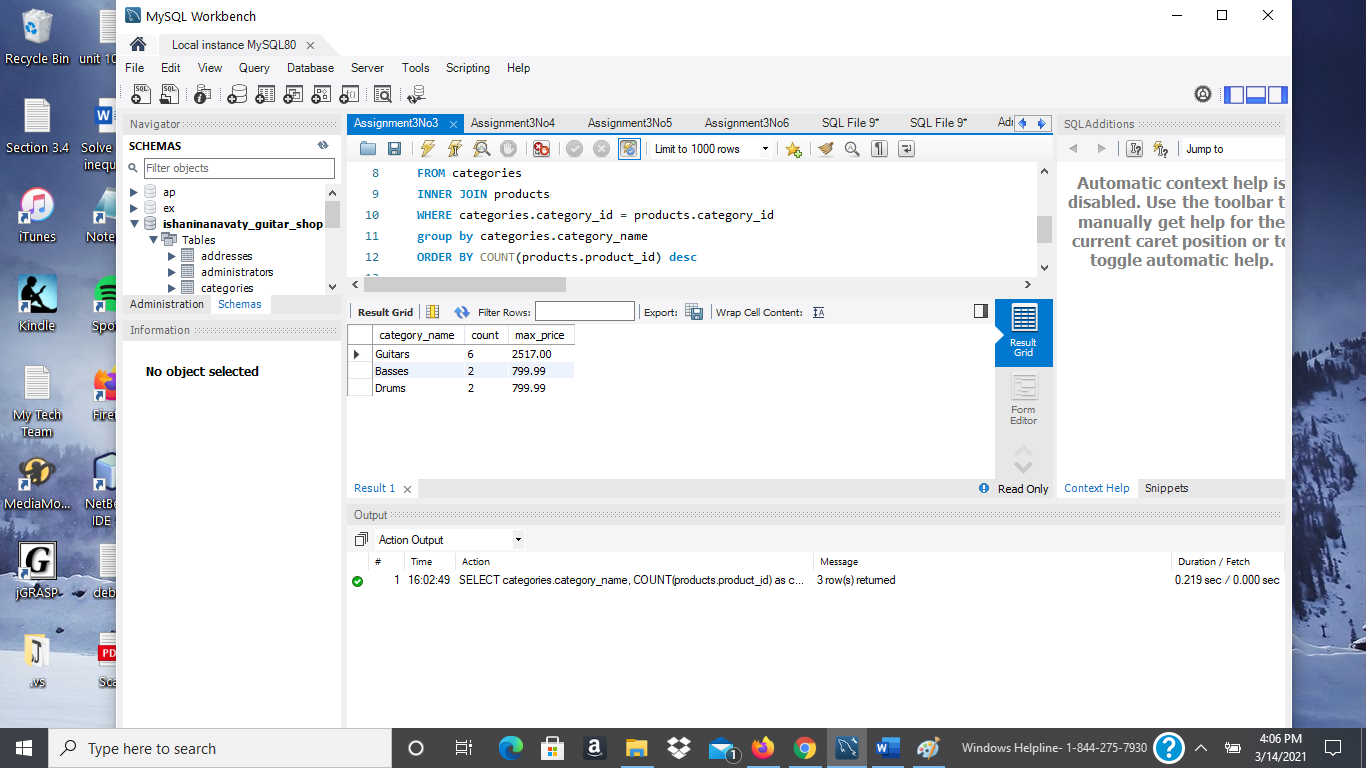 Recycle Bin
unit 10
Section 3.4
Solve
inequ
iTunes
Note
Kindle
Spot
My Tech
Team
Firef
MediaMo...
NetBe
IDE
jGRASP
deb
.vs
PDF
Sca
MySQL Workbench
Local instance MySQL80
File Edit View Query Database Server Tools Scripting Help
Navigator
SCHEMAS
Filter objects
ap
ex
ishaninanavaty_guitar_shop
Tables
addresses
administrators
categories
Administration Schemas
Information
No object selected
Assignment3No3 Assignment3No4 Assignment3No5 Assignment3No6 SQL File 9* SQL File 9* Adi
Limit to 1000 rows
8 FROM categories
9 INNER JOIN products
10 WHERE categories.category_id = products.category_id
11 group by categories.category_name
12 ORDER BY COUNT(products.product_id) desc
Result Grid Filter Rows: Export: Wrap Cell Content:
category_name count max_price
Guitars 6 2517.00
Basses 2 799.99
Drums 2 799.99
Result
Grid
Form
Editor
Result 1
Read Only
SQLAdditions
Jump to
Automatic context help is
disabled. Use the toolbar t
manually get help for the
current caret position or to
toggle automatic help.
Context Help Snippets
Output
Action Output
# Time Action Message Duration / Fetch
1 16:02:49 SELECT categories.category_name, COUNT(products.product_id) as c... 3 row(s) returned 0.219 sec / 0.000 sec
Type here to search
Windows Helpline- 1-844-275-7930
4:06 PM
3/14/2021